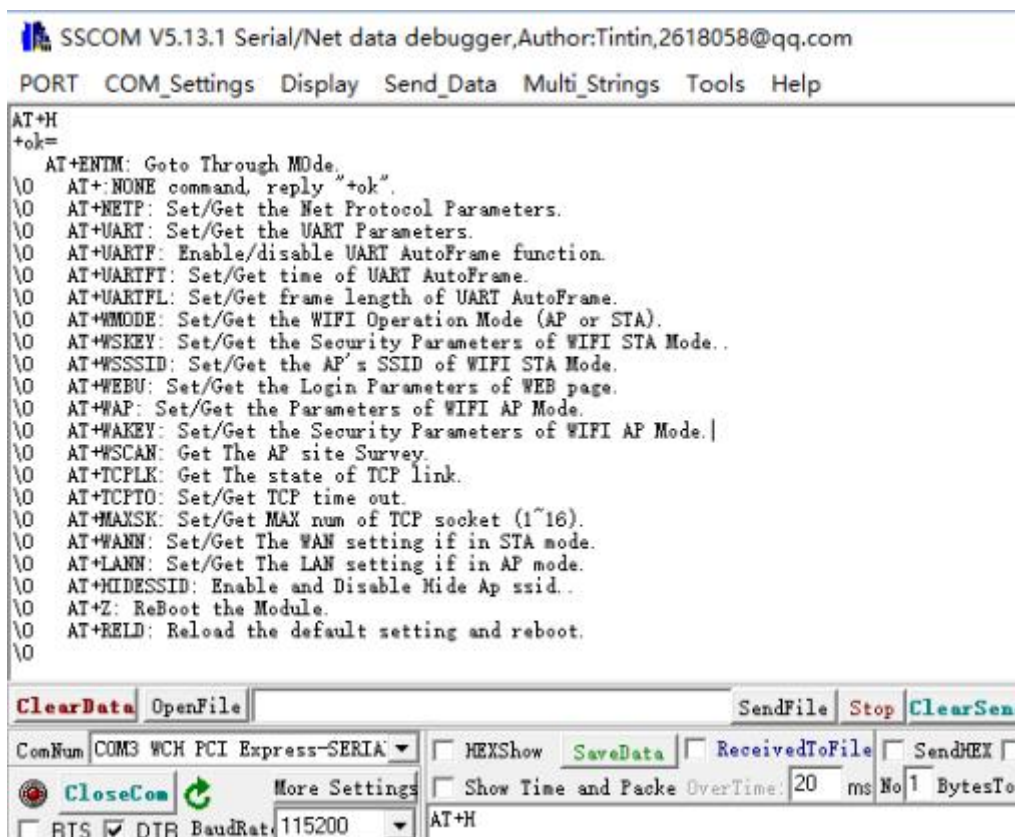 SSCOM V5.13.1 Serial/Net data debugger,Author:Tintin,2618058@qq.com
PORT COM_Settings Display Send_Data Multi_Strings Tools Help
AT+H
+ok=
AT+ENTM: Goto Through MOde.
\0 AT+:NONE command, reply "+ok".
\0 AT+NETP: Set/Get the Net Protocol Parameters.
\0 AT+UART: Set/Get the UART Parameters.
\0 AT+UARTF: Enable/disable UART AutoFrame function.
\0 AT+UARTFT: Set/Get time of UART AutoFrame.
\0 AT+UARTFL: Set/Get frame length of UART AutoFrame.
\0 AT+WMODE: Set/Get the WIFI Operation Mode (AP or STA).
\0 AT+WSKEY: Set/Get the Security Parameters of WIFI STA Mode..
\0 AT+WSSSID: Set/Get the AP's SSID of WIFI STA Mode.
\0 AT+WEBU: Set/Get the Login Parameters of WEB page.
\0 AT+WAP: Set/Get the Parameters of WIFI AP Mode.
\0 AT+WAKEY: Set/Get the Security Parameters of WIFI AP Mode.
\0 AT+WSCAN: Get The AP site Survey.
\0 AT+TCPLK: Get The state of TCP link.
\0 AT+TCPTO: Set/Get TCP time out.
\0 AT+MAXSK: Set/Get MAX num of TCP socket (1~16).
\0 AT+WANN: Set/Get The WAN setting if in STA mode.
\0 AT+LANN: Set/Get The LAN setting if in AP mode.
\0 AT+HIDESSID: Enable and Disable Hide Ap ssid..
\0 AT+Z: ReBoot the Module.
\0 AT+RELD: Reload the default setting and reboot.
\0
ClearData OpenFile SendFile Stop ClearSen
ComNum COM3 WCH PCI Express-SERIA HEXShow SaveData ReceivedToFile SendHEX
CloseCom More Settings Show Time and Packe OverTime: 20 ms No 1 BytesTo
RTS DTR BaudRat 115200 AT+H